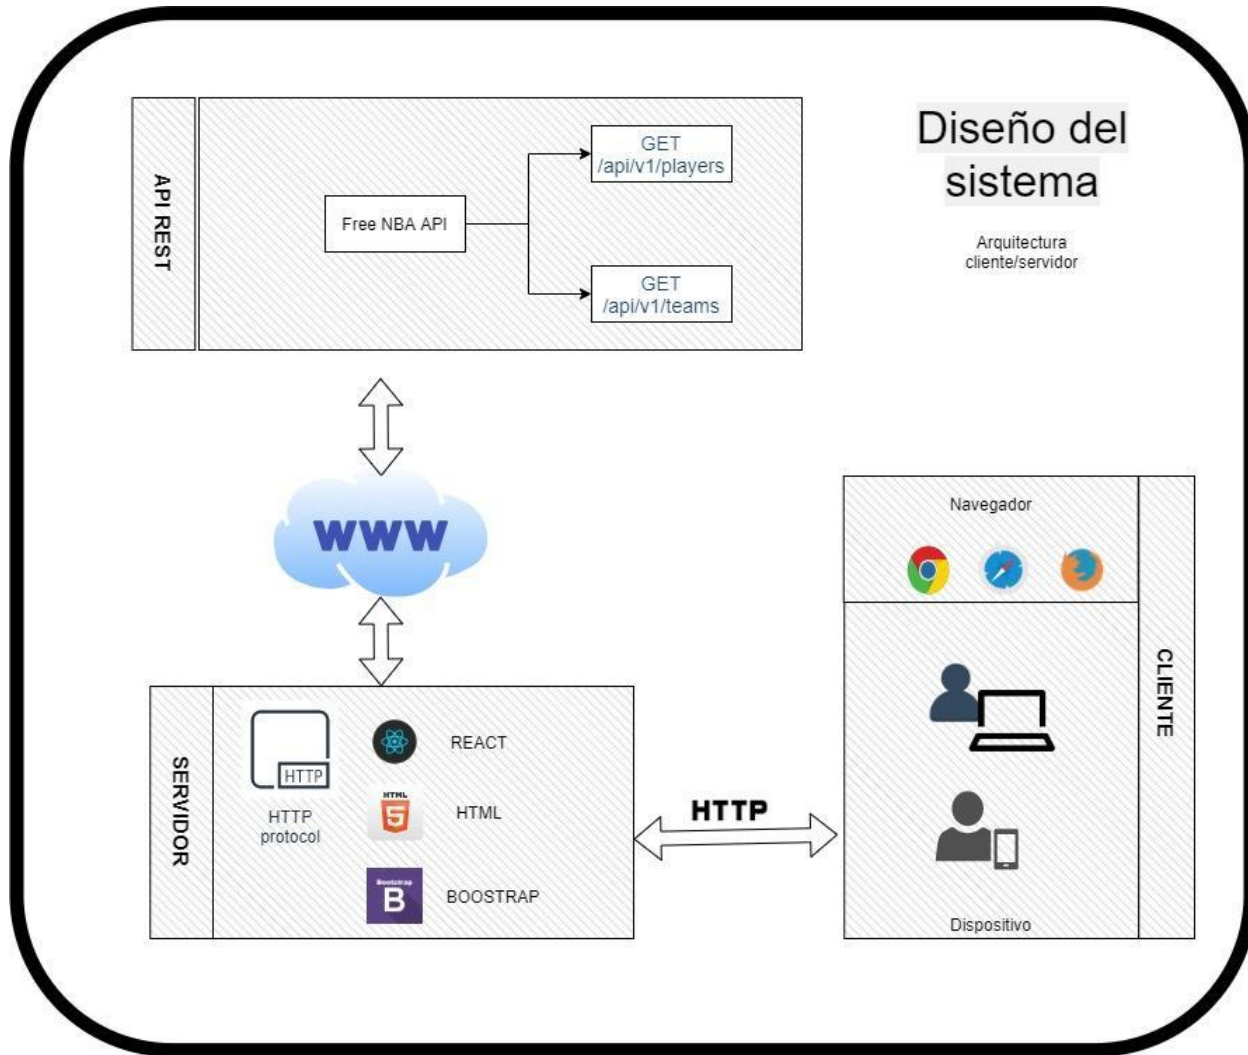 Diseño del
sistema
Arquitectura
cliente/servidor
API REST
Free NBA API
GET
/api/v1/players
GET
/api/v1/teams
WWW
Navegador
CLIENTE
Dispositivo
SERVIDOR
HTTP
HTTP
protocol
REACT
HTML
5
HTML
Bootstrap
B
BOOSTRAP
HTTP